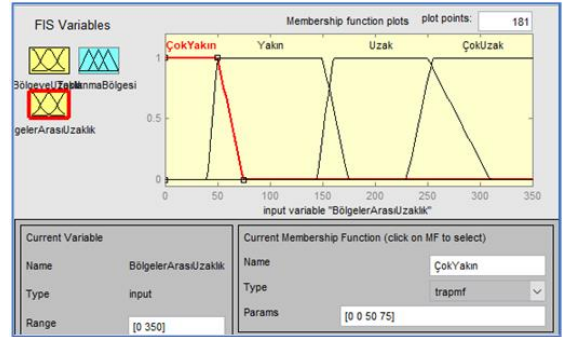 FIS Variables
Membership function plots
plot points: 181
ÇokYakın Yakın Uzak ÇokUzak
1
0.5
0
0 50 100 150 200 250 300 350
input variable "BölgelerArasıUzaklık"
gelerArasıUzaklık
Current Variable
Name BölgelerArasıUzaklık
Type input
Range [0 350]
Current Membership Function (click on MF to select)
Name ÇokYakın
Type trapmf
Params [0 0 50 75]